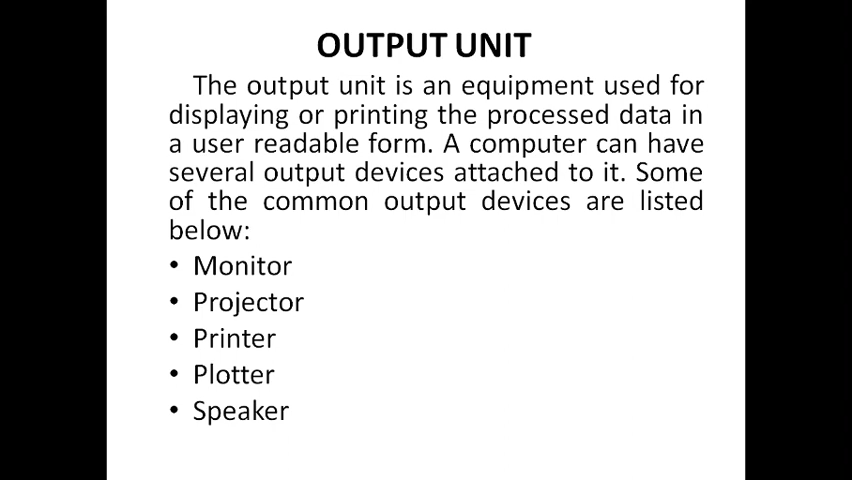 OUTPUT UNIT
The output unit is an equipment used for
displaying or printing the processed data in
a user readable form. A computer can have
several output devices attached to it. Some
of the common output devices are listed
below:
• Monitor
• Projector
• Printer
• Plotter
• Speaker